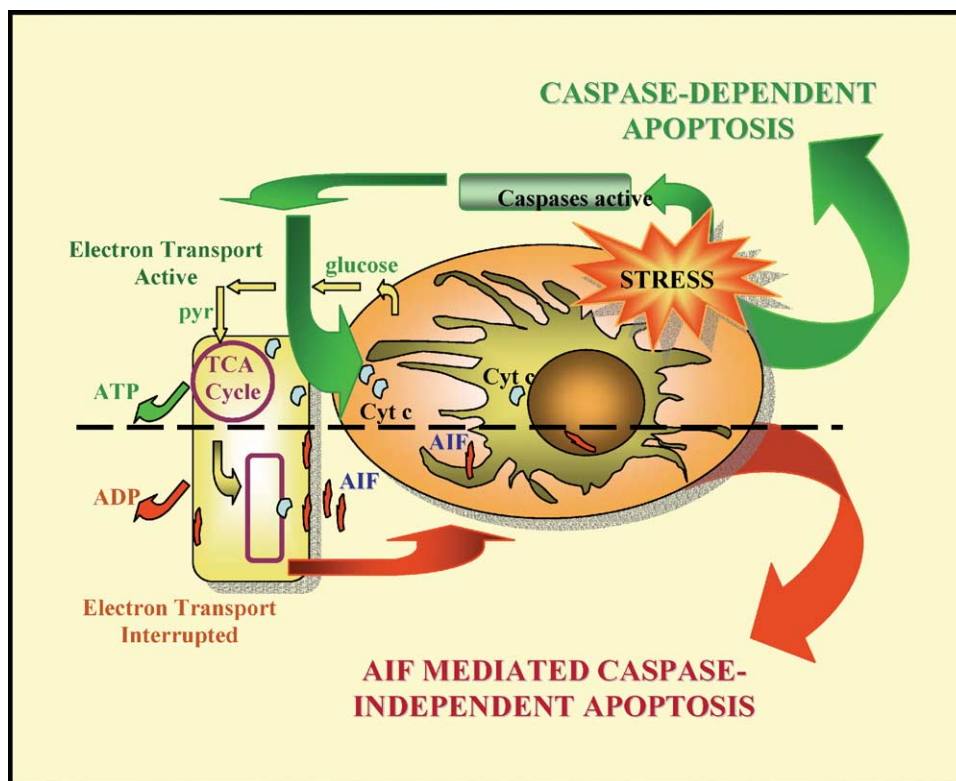 CASPASE-DEPENDENT
APOPTOSIS
Caspases active
Electron Transport
Active
glucose
STRESS
pyr
TCA
Cycle
ATP
Cyt c
Cyt c
AIF
ADP
AIF
Electron Transport
Interrupted
AIF MEDIATED CASPASE-
INDEPENDENT APOPTOSIS